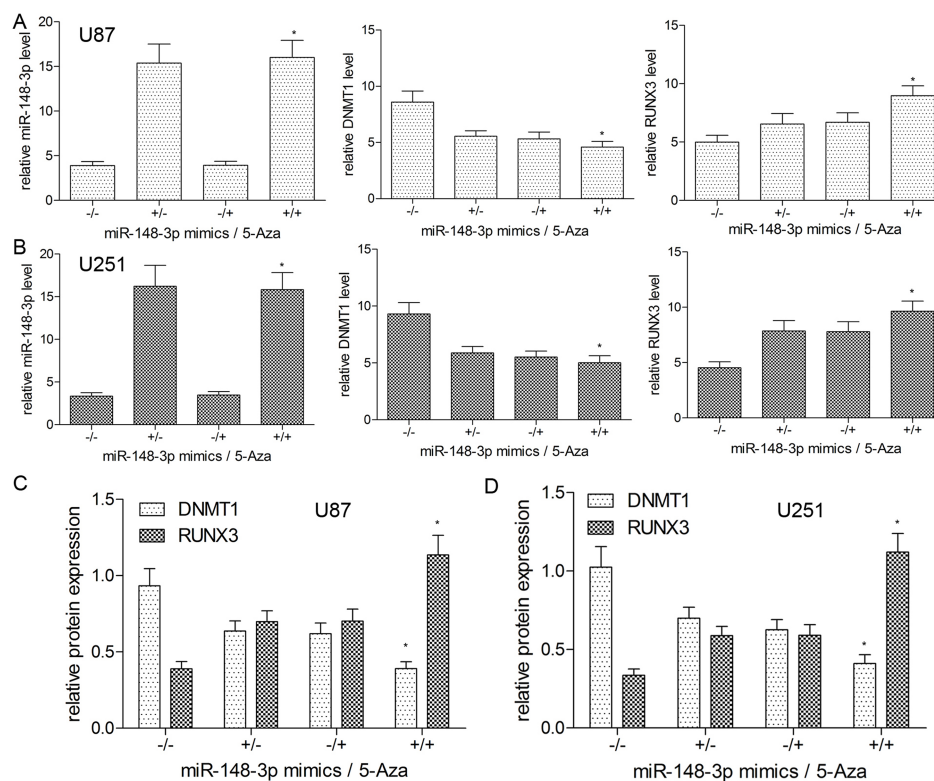 A
U87
relative miR-148-3p level
20
15
10
5
0
-/-
+/-
-/+
+/+
*
miR-148-3p mimics / 5-Aza
relative DNMT1 level
15
10
5
0
-/-
+/-
-/+
+/+
*
miR-148-3p mimics / 5-Aza
relative RUNX3 level
15
10
5
0
-/-
+/-
-/+
+/+
*
miR-148-3p mimics / 5-Aza
B
U251
relative miR-148-3p level
20
15
10
5
0
-/-
+/-
-/+
+/+
*
miR-148-3p mimics / 5-Aza
relative DNMT1 level
15
10
5
0
-/-
+/-
-/+
+/+
*
miR-148-3p mimics / 5-Aza
relative RUNX3 level
15
10
5
0
-/-
+/-
-/+
+/+
*
miR-148-3p mimics / 5-Aza
C
DNMT1
RUNX3
U87
relative protein expression
1.5
1.0
0.5
0.0
-/-
+/-
-/+
+/+
*
*
miR-148-3p mimics / 5-Aza
D
DNMT1
RUNX3
U251
relative protein expression
1.5
1.0
0.5
0.0
-/-
+/-
-/+
+/+
*
*
miR-148-3p mimics / 5-Aza